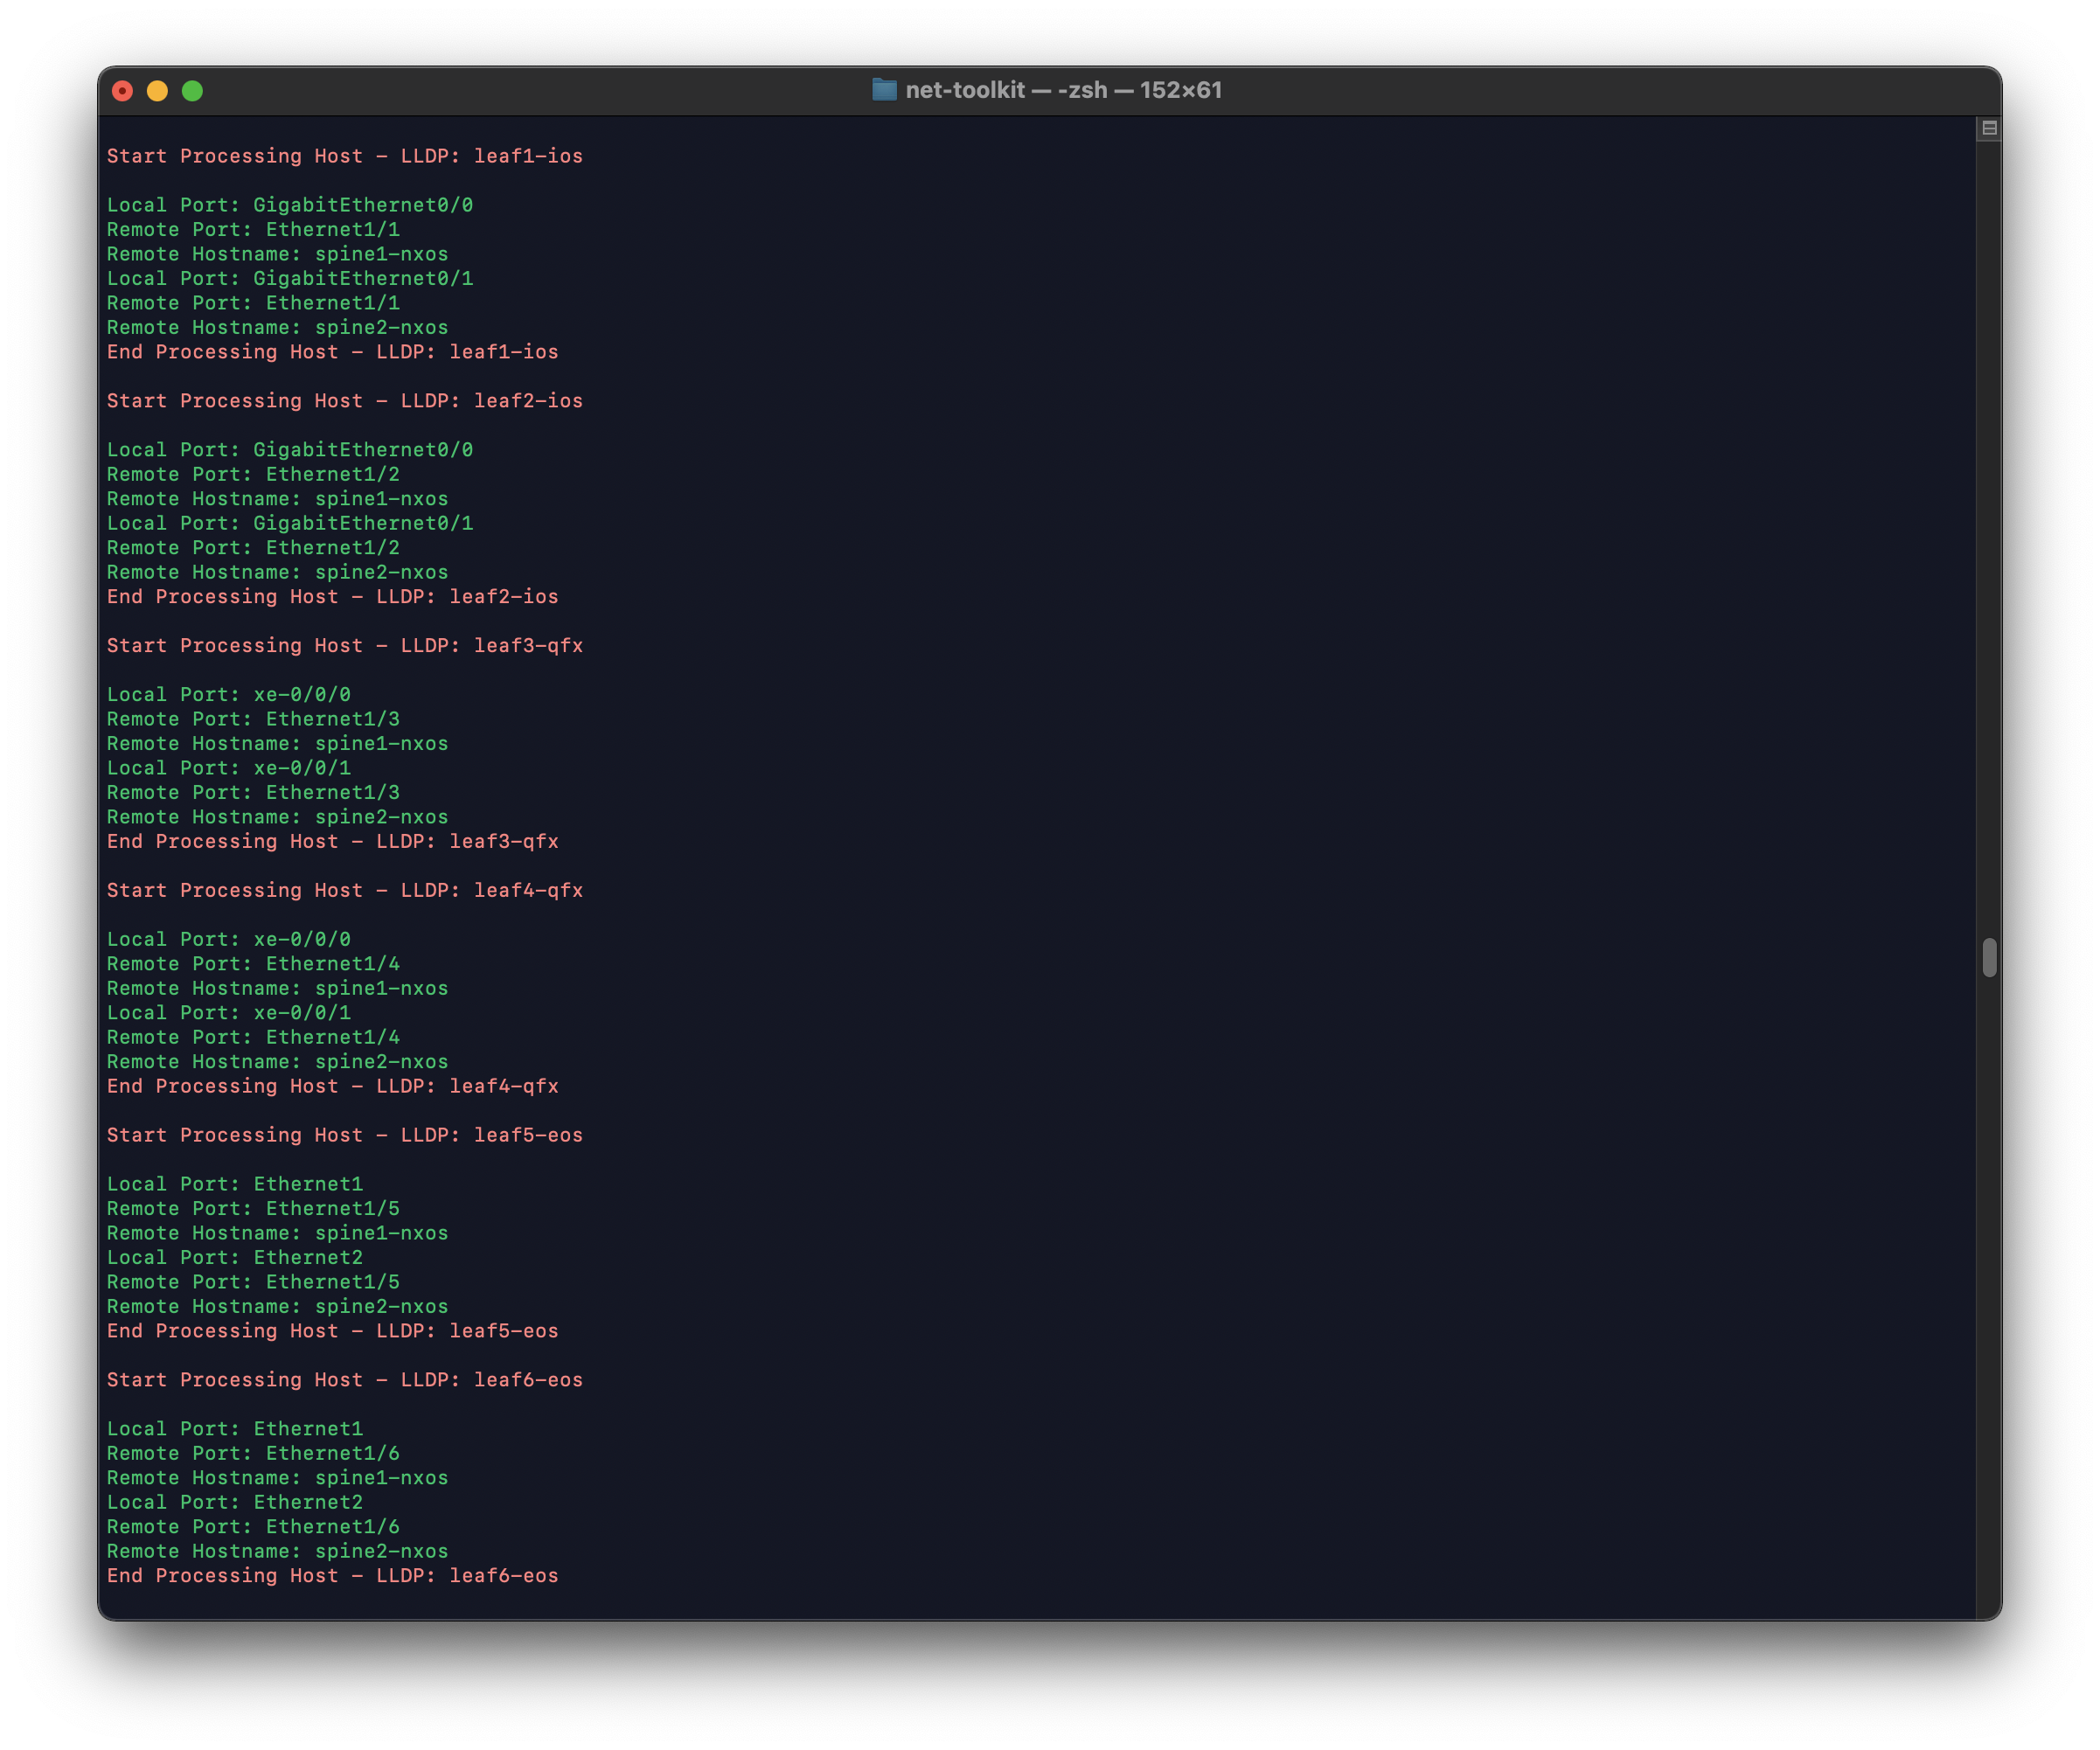 net-toolkit — -zsh — 152×61
Start Processing Host - LLDP: leaf1-ios
Local Port: GigabitEthernet0/0
Remote Port: Ethernet1/1
Remote Hostname: spine1-nxos
Local Port: GigabitEthernet0/1
Remote Port: Ethernet1/1
Remote Hostname: spine2-nxos
End Processing Host - LLDP: leaf1-ios
Start Processing Host - LLDP: leaf2-ios
Local Port: GigabitEthernet0/0
Remote Port: Ethernet1/2
Remote Hostname: spine1-nxos
Local Port: GigabitEthernet0/1
Remote Port: Ethernet1/2
Remote Hostname: spine2-nxos
End Processing Host - LLDP: leaf2-ios
Start Processing Host - LLDP: leaf3-qfx
Local Port: xe-0/0/0
Remote Port: Ethernet1/3
Remote Hostname: spine1-nxos
Local Port: xe-0/0/1
Remote Port: Ethernet1/3
Remote Hostname: spine2-nxos
End Processing Host - LLDP: leaf3-qfx
Start Processing Host - LLDP: leaf4-qfx
Local Port: xe-0/0/0
Remote Port: Ethernet1/4
Remote Hostname: spine1-nxos
Local Port: xe-0/0/1
Remote Port: Ethernet1/4
Remote Hostname: spine2-nxos
End Processing Host - LLDP: leaf4-qfx
Start Processing Host - LLDP: leaf5-eos
Local Port: Ethernet1
Remote Port: Ethernet1/5
Remote Hostname: spine1-nxos
Local Port: Ethernet2
Remote Port: Ethernet1/5
Remote Hostname: spine2-nxos
End Processing Host - LLDP: leaf5-eos
Start Processing Host - LLDP: leaf6-eos
Local Port: Ethernet1
Remote Port: Ethernet1/6
Remote Hostname: spine1-nxos
Local Port: Ethernet2
Remote Port: Ethernet1/6
Remote Hostname: spine2-nxos
End Processing Host - LLDP: leaf6-eos